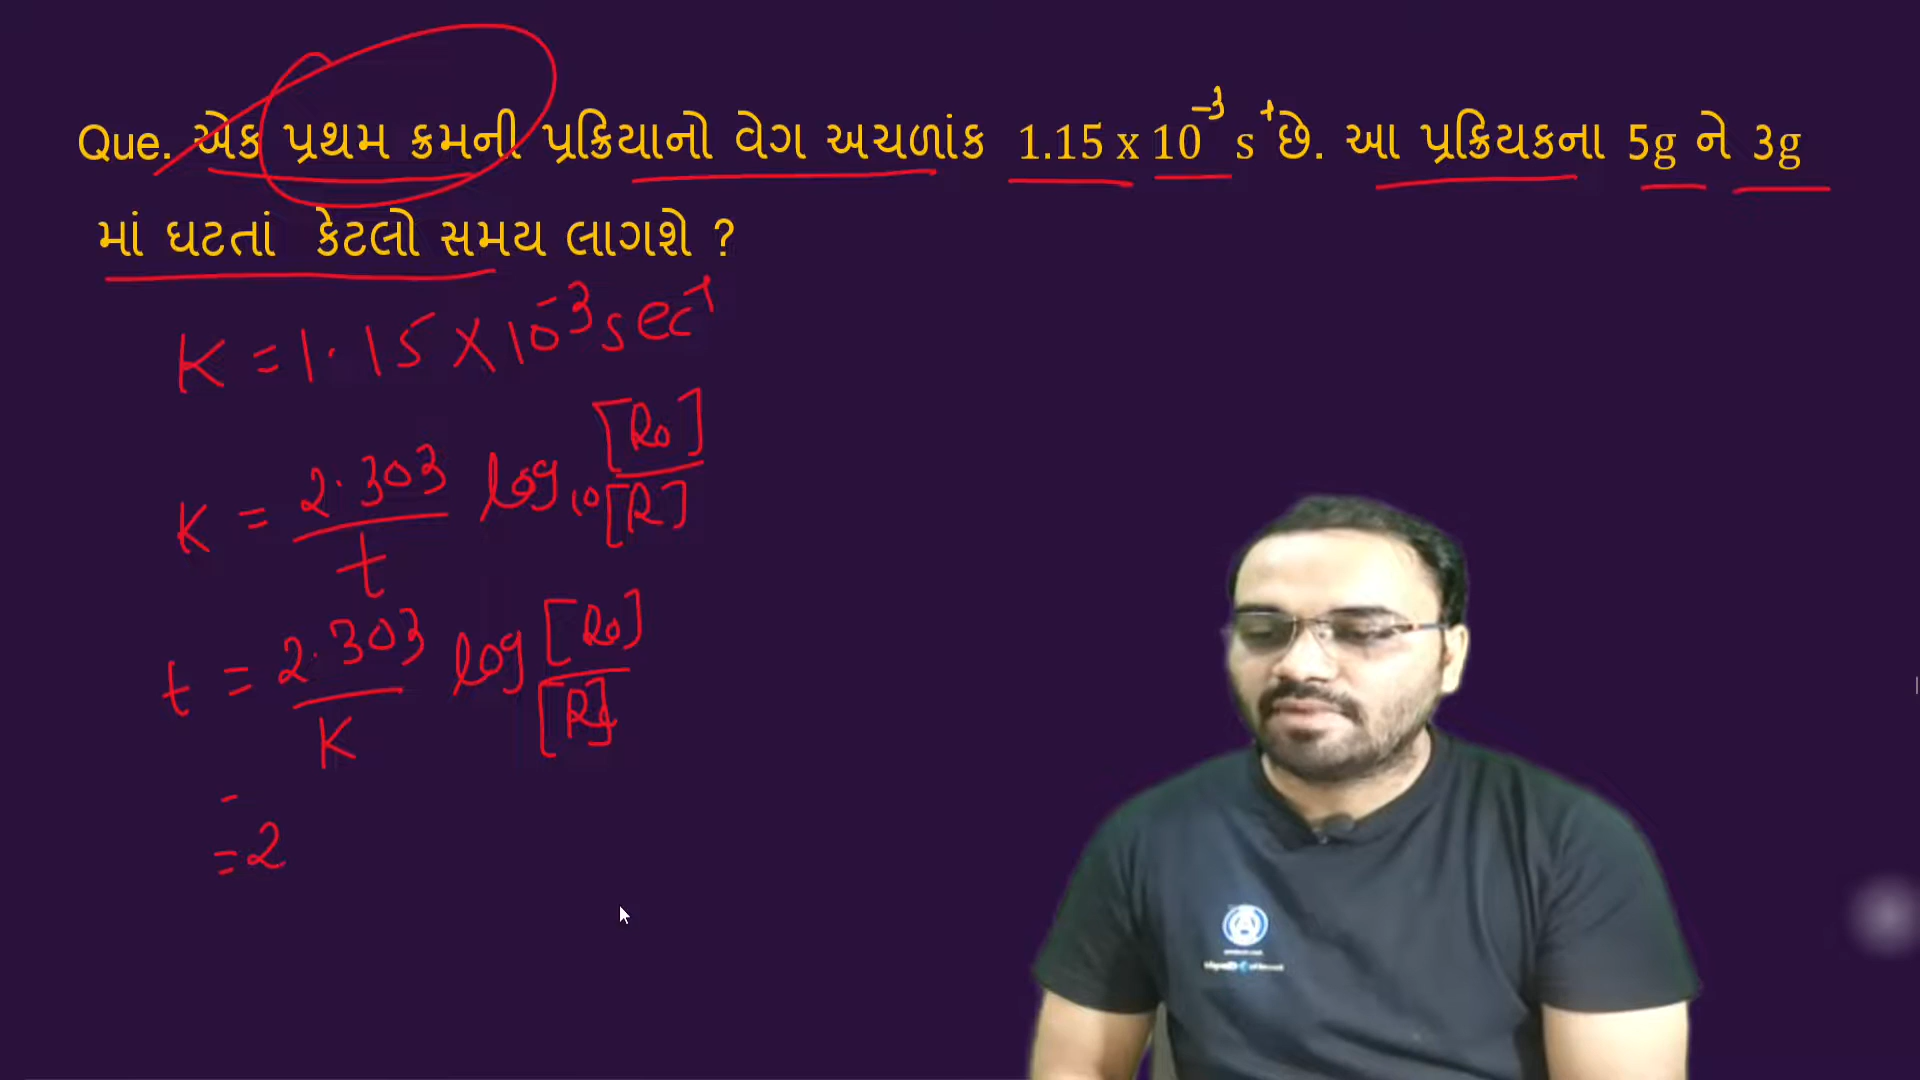 Que. એક પ્રથમ ક્રમની પ્રક્રિયાનો વેગ અચળાંક 1.15 x 10⁻³ s⁻¹ છે. આ પ્રક્રિયકના 5g ને 3g
માં ઘટતાં કેટલો સમય લાગશે ?
K = 1.15 X 10⁻³ sec⁻¹
K = 2.303/t log₁₀ [R₀]/[R]
t = 2.303/K log [R₀]/[R]
-
= 2